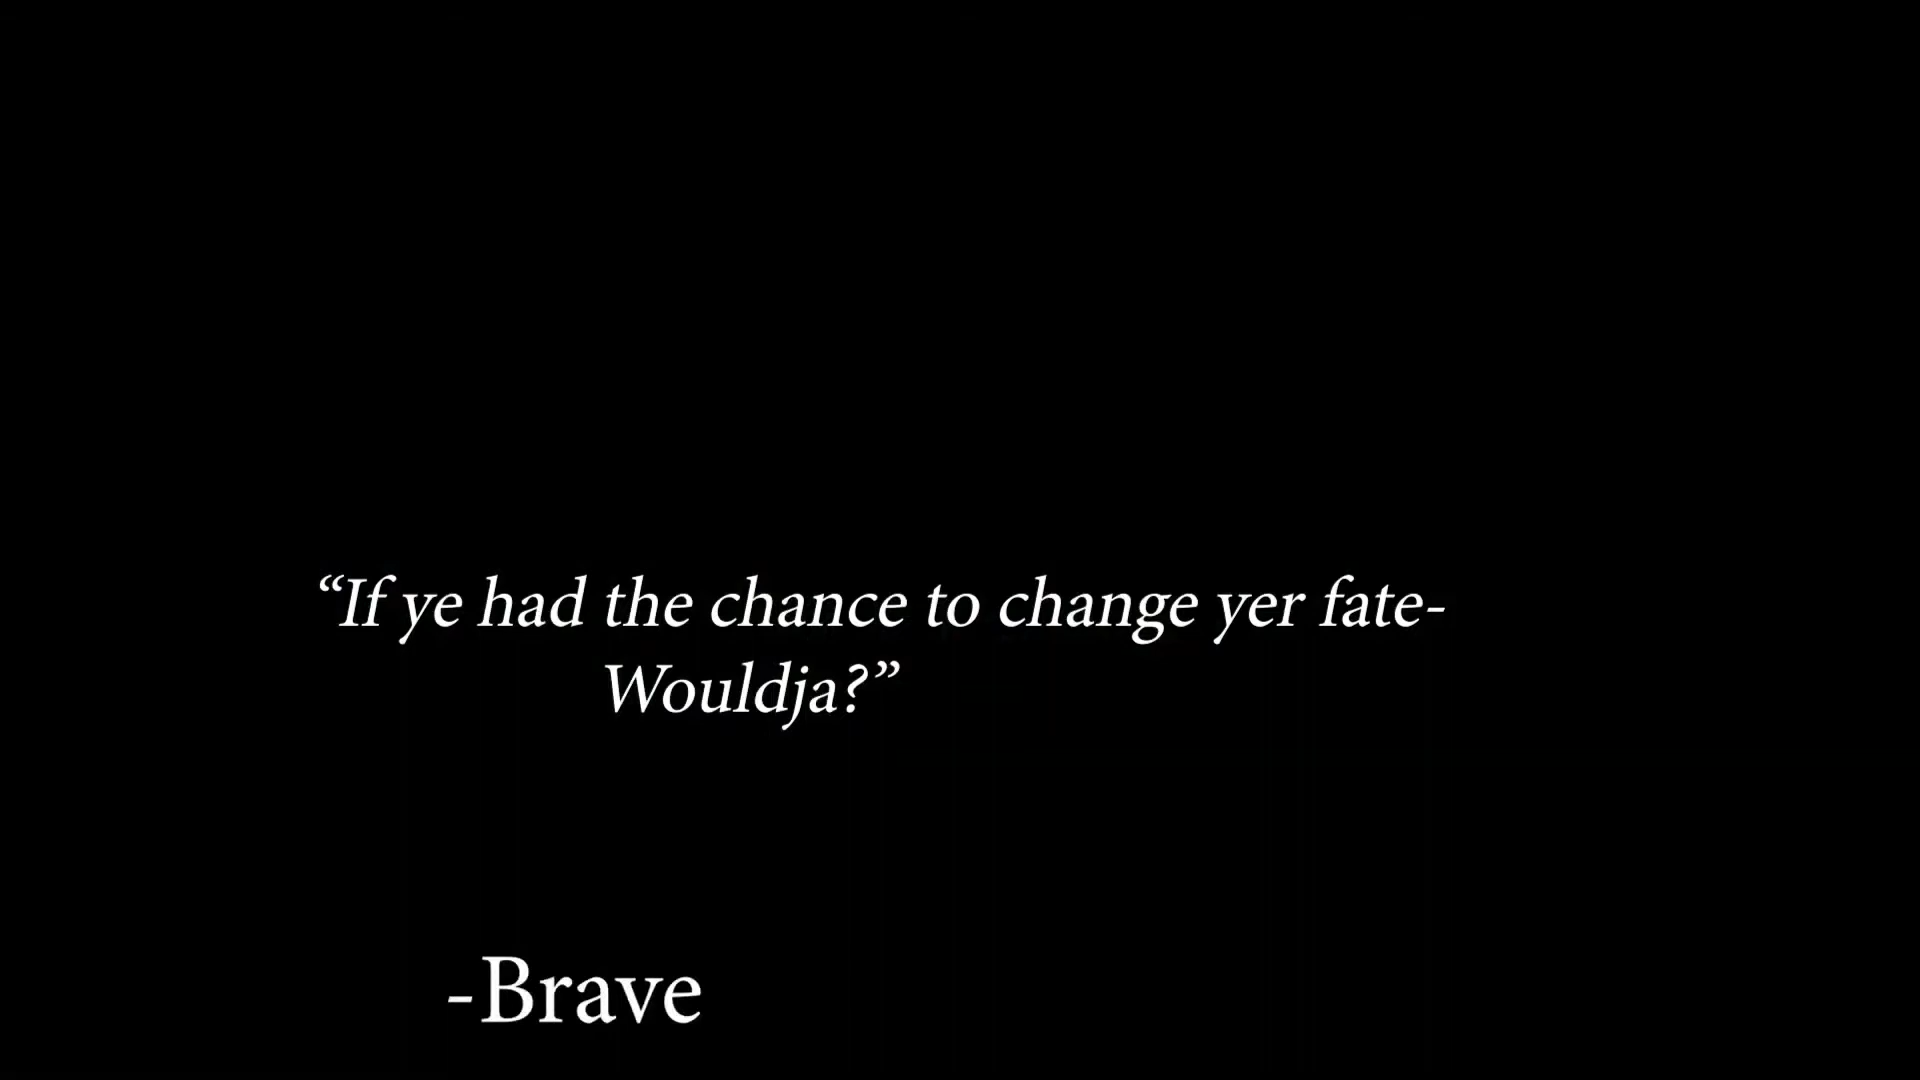 “If ye had the chance to change yer fate-
Wouldja?”
-Brave